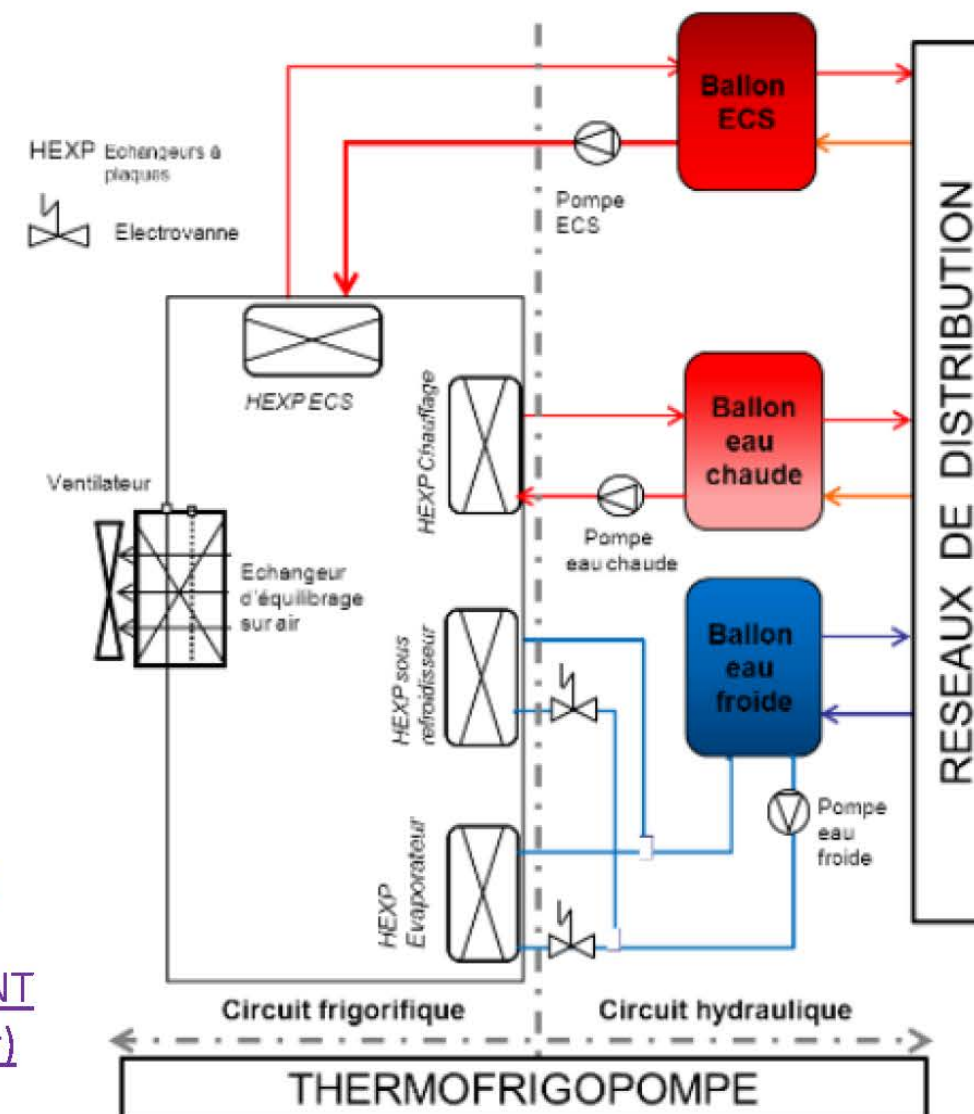 Ballon
ECS
HEXP Echangeurs à
plaques
Electrovanne
Pompe
ECS
HEXP ECS
HEXP Chauffage
Ballon
eau
chaude
Pompe
eau chaude
Ventilateur
Echangeur
d'équilibrage
sur air
HEXP sous
refroidisseur
Ballon
eau
froide
Pompe
eau
froide
HEXP
Evaporateur
RESEAUX DE DISTRIBUTION
NT
Circuit frigorifique
Circuit hydraulique
THERMOFRIGOPOMPE